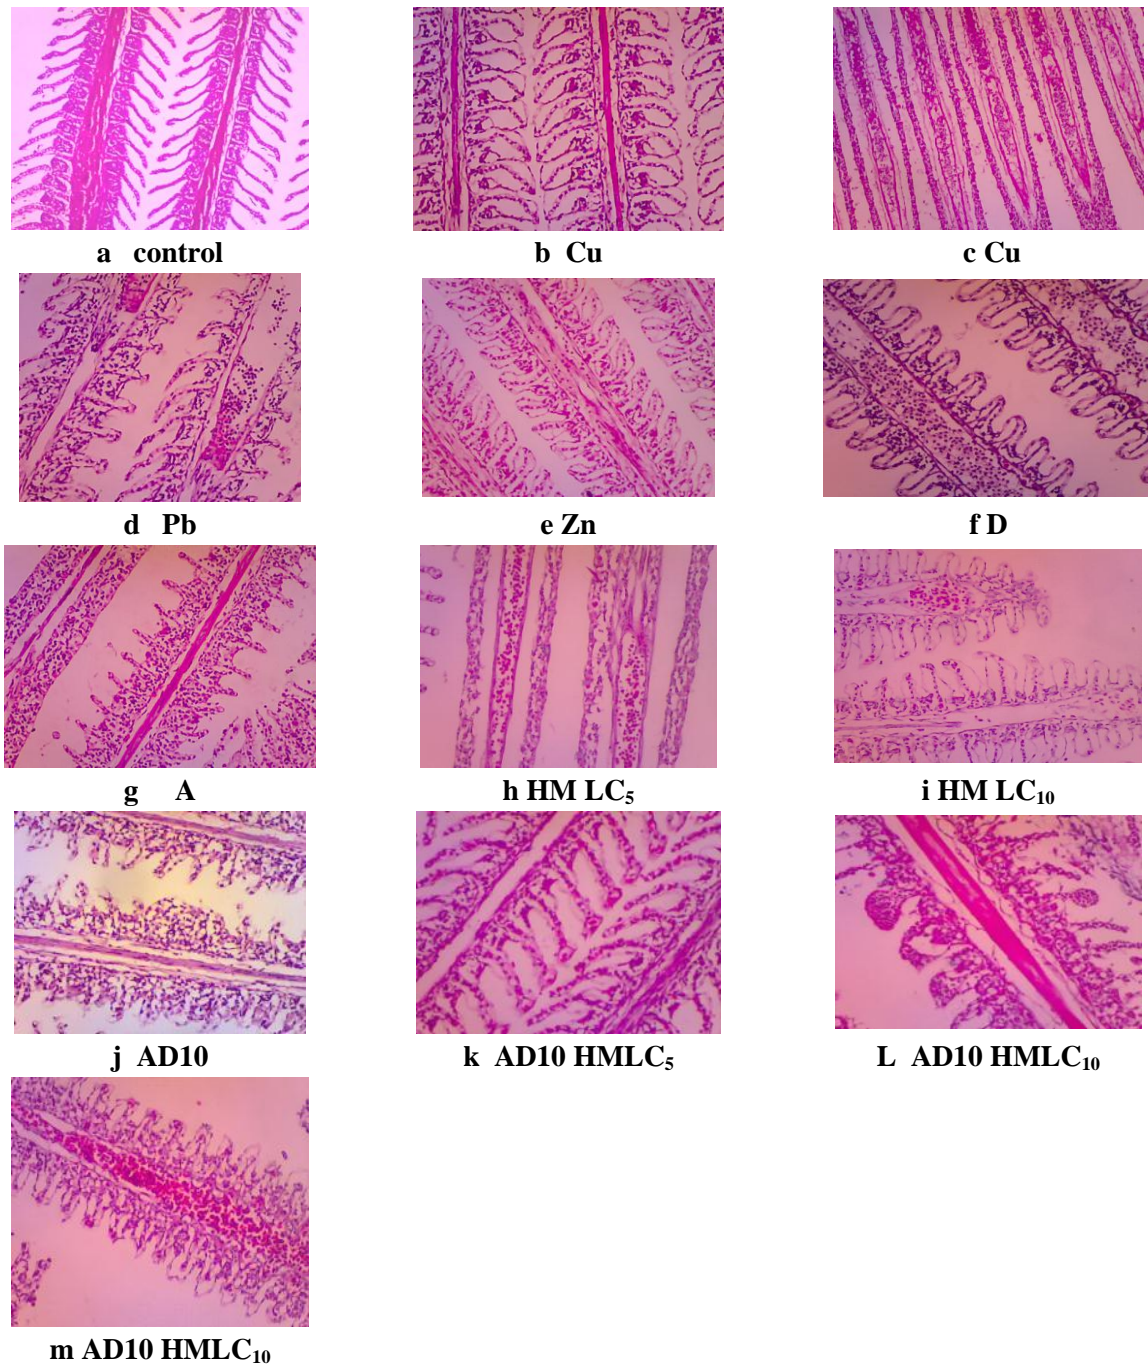 a control
b Cu
c Cu
d Pb
e Zn
f D
g A
h HM LC₅
i HM LC₁₀
j AD10
k AD10 HMLC₅
L AD10 HMLC₁₀
m AD10 HMLC₁₀